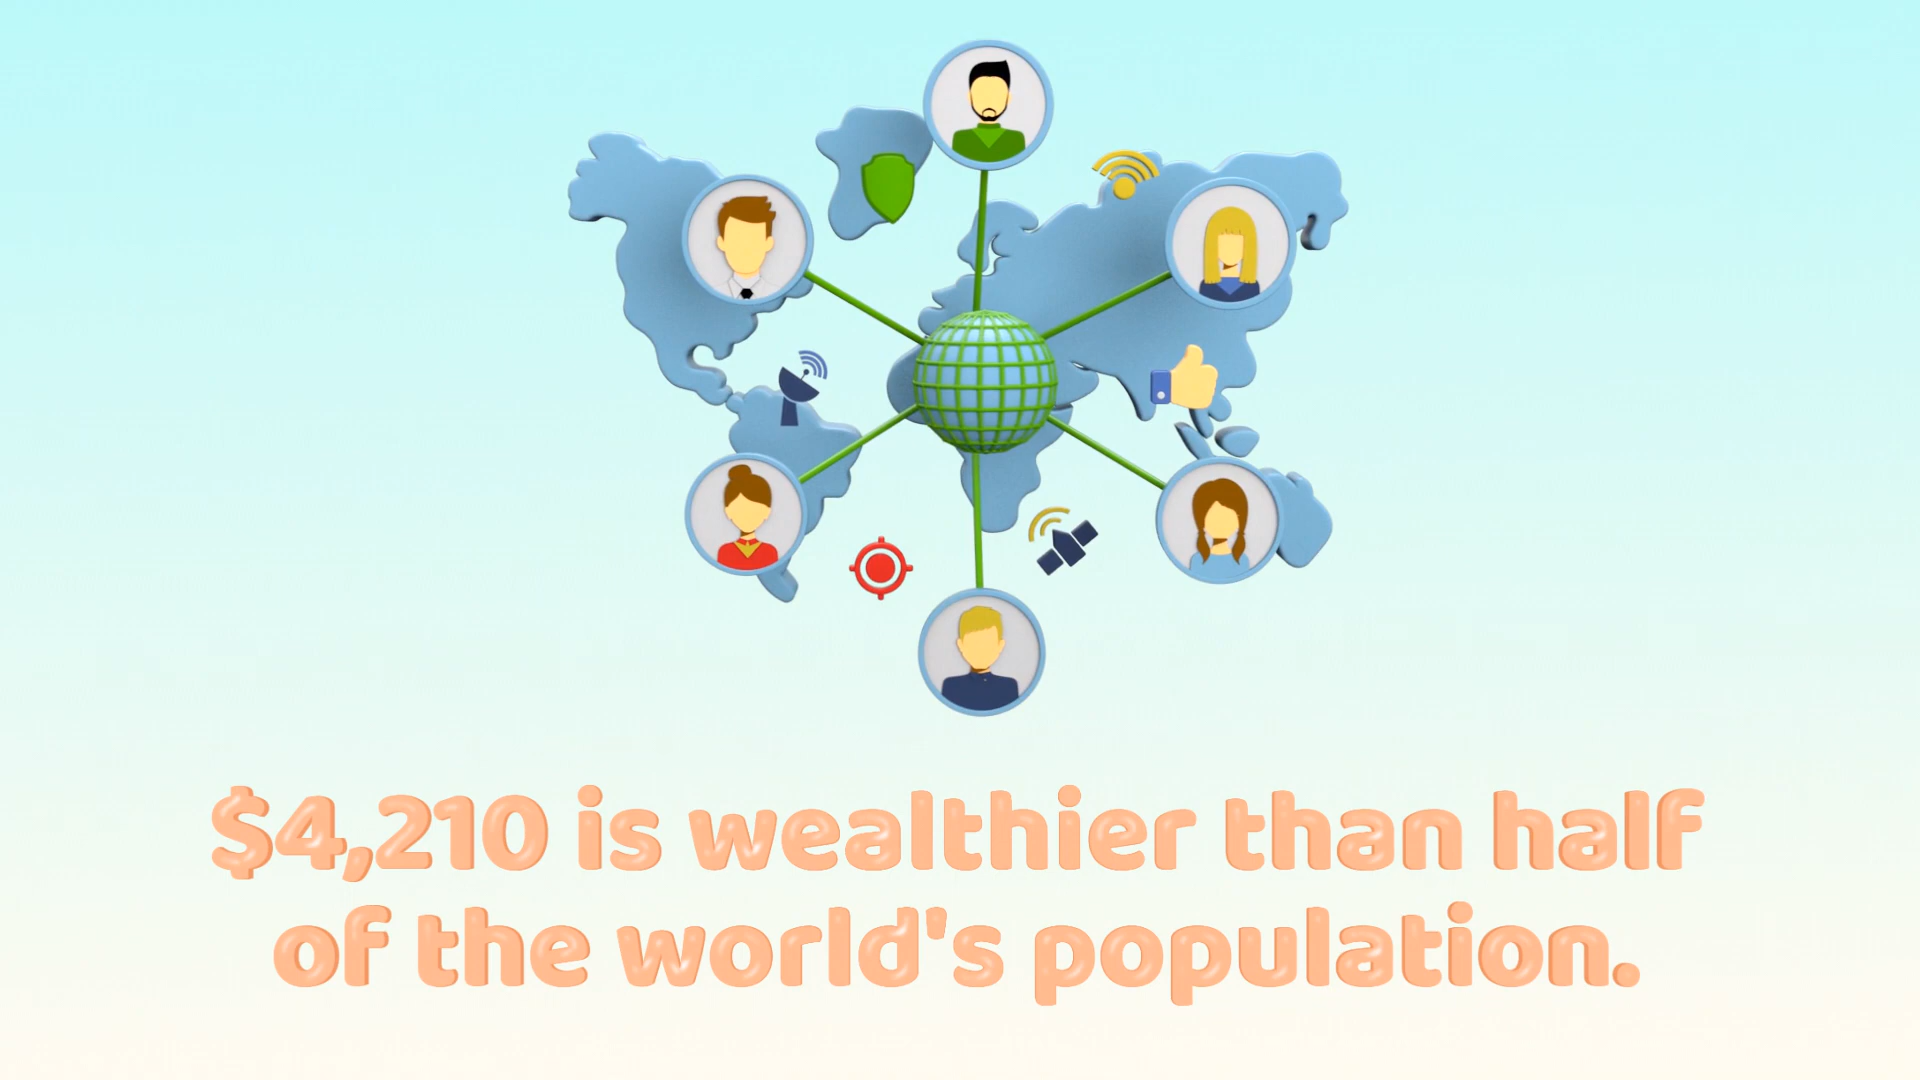 $4,210 is wealthier than half
of the world's population.